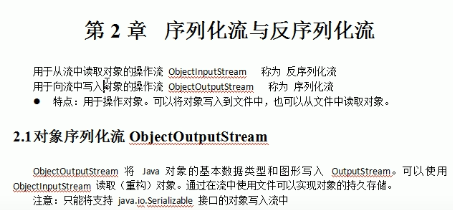 第 2 章 序列化流与反序列化流
用于从流中读取对象的操作流 ObjectInputStream 称为 反序列化流
用于向流中写入对象的操作流 ObjectOutputStream 称为 序列化流
● 特点：用于操作对象。可以将对象写入到文件中，也可以从文件中读取对象。
2.1对象序列化流 ObjectOutputStream
ObjectOutputStream 将 Java 对象的基本数据类型和图形写入 OutputStream。可以使用
ObjectInputStream 读取（重构）对象。通过在流中使用文件可以实现对象的持久存储。
注意：只能将支持 java.io.Serializable 接口的对象写入流中